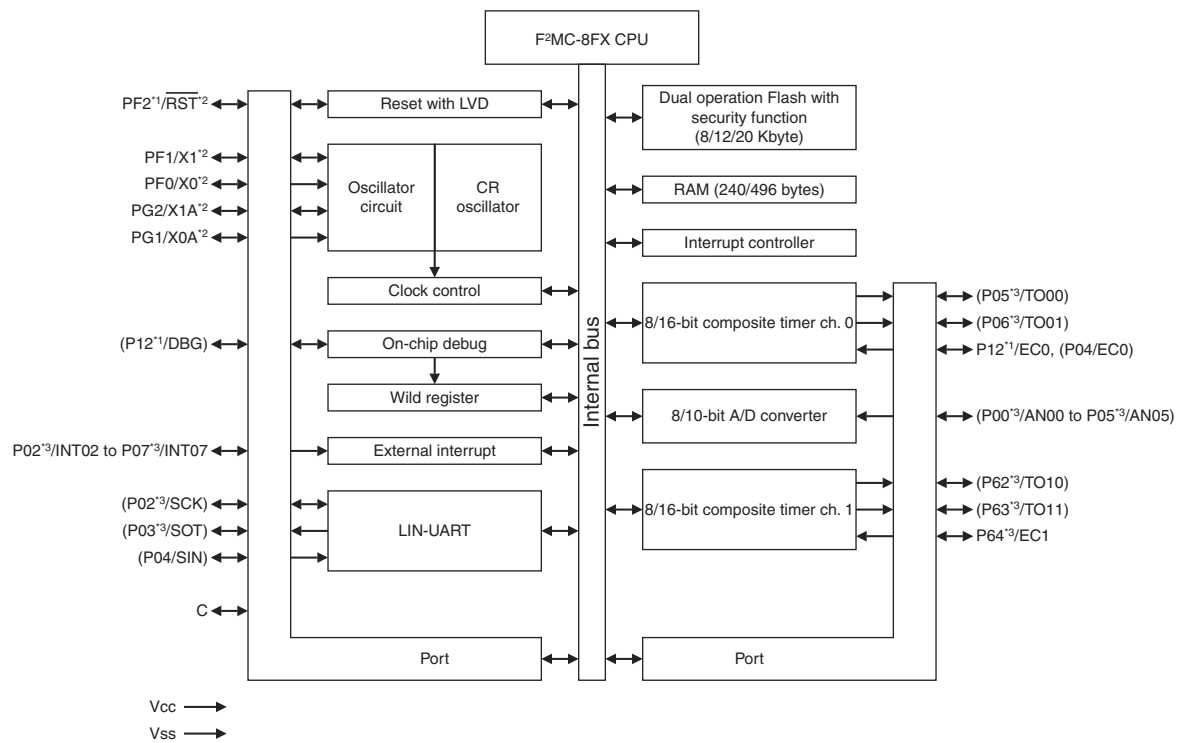 F²MC-8FX CPU
PF2*1/RST*2
Reset with LVD
Dual operation Flash with
security function
(8/12/20 Kbyte)
PF1/X1*2
PF0/X0*2
PG2/X1A*2
PG1/X0A*2
Oscillator
circuit
CR
oscillator
RAM (240/496 bytes)
Interrupt controller
Clock control
(P12*1/DBG)
On-chip debug
Wild register
P02*3/INT02 to P07*3/INT07
External interrupt
(P02*3/SCK)
(P03*3/SOT)
(P04/SIN)
LIN-UART
C
Port
Vcc
Vss
Internal bus
8/16-bit composite timer ch. 0
(P05*3/TO00)
(P06*3/TO01)
P12*1/EC0, (P04/EC0)
8/10-bit A/D converter
(P00*3/AN00 to P05*3/AN05)
8/16-bit composite timer ch. 1
(P62*3/TO10)
(P63*3/TO11)
P64*3/EC1
Port